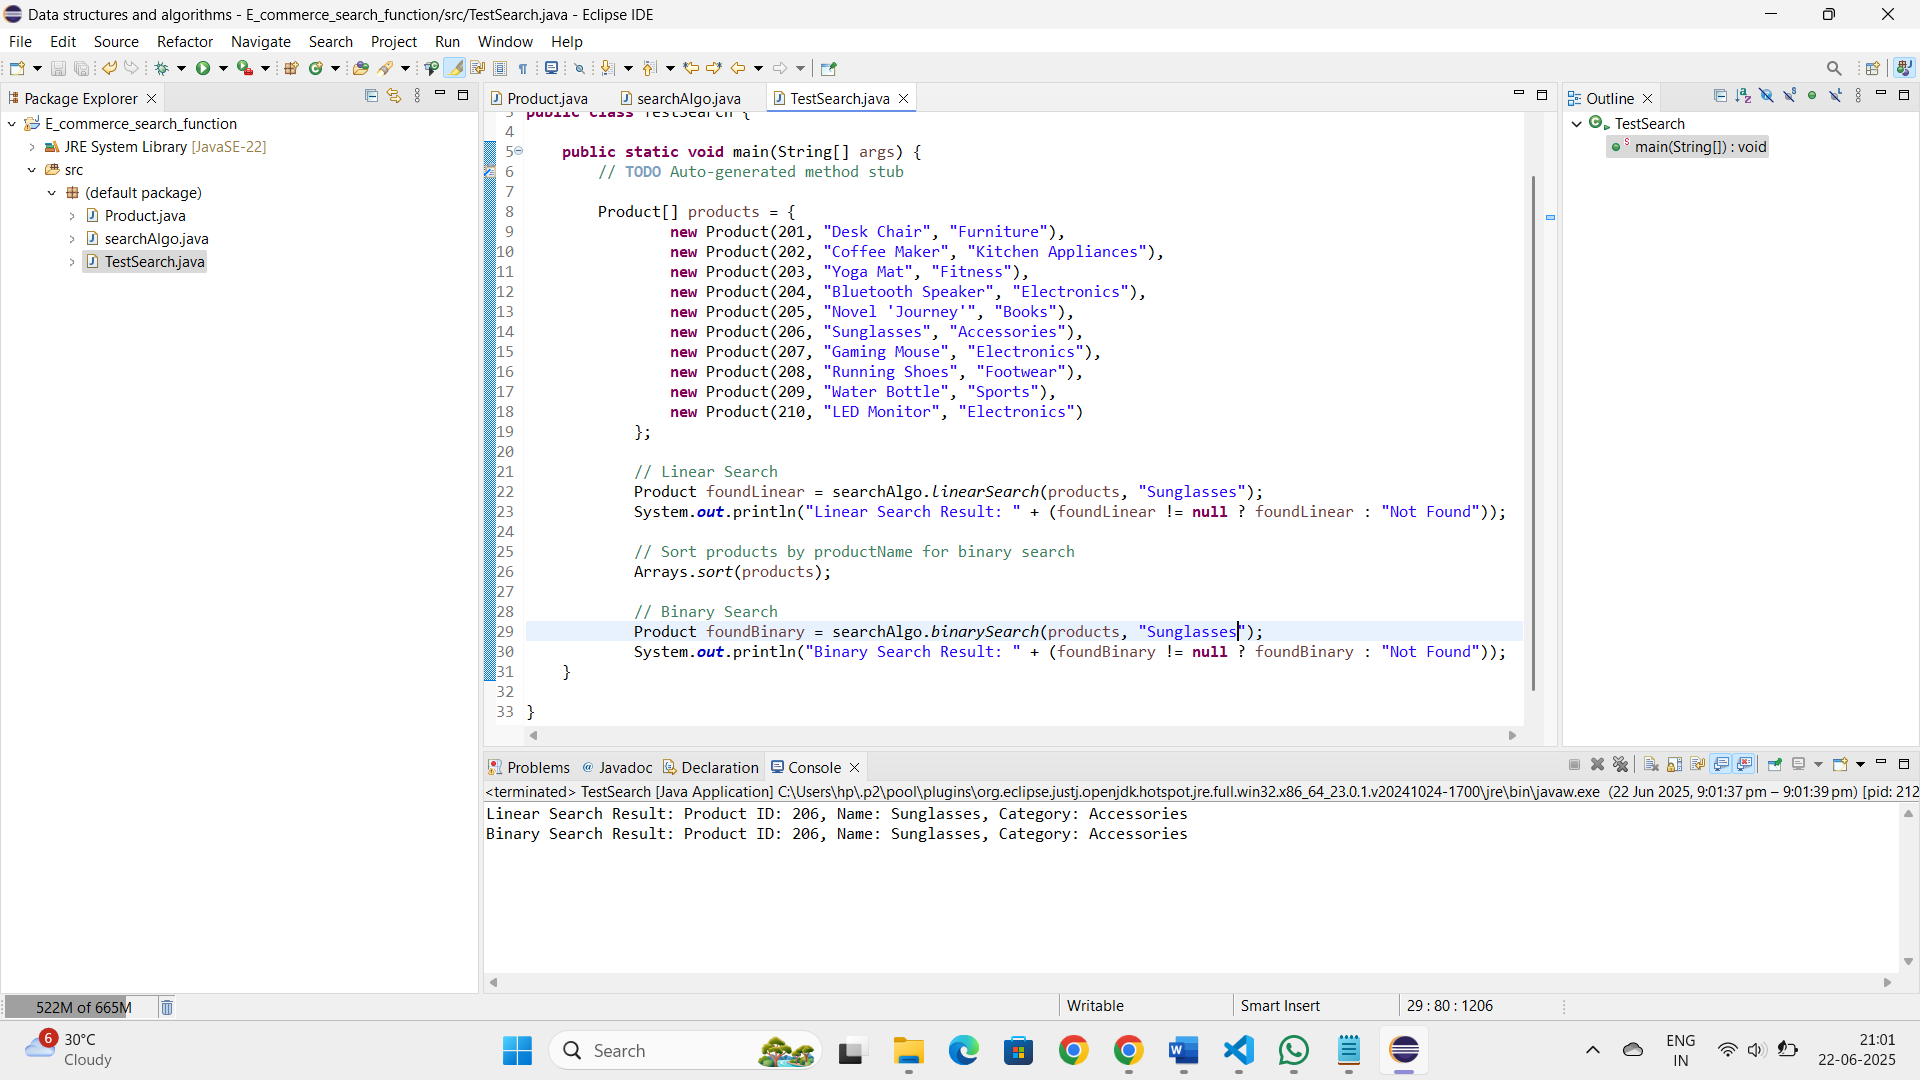 Data structures and algorithms - E_commerce_search_function/src/TestSearch.java - Eclipse IDE
File Edit Source Refactor Navigate Search Project Run Window Help
Package Explorer
E_commerce_search_function
JRE System Library [JavaSE-22]
src
(default package)
Product.java
searchAlgo.java
TestSearch.java
Product.java searchAlgo.java TestSearch.java
3 public class TestSearch {
4
5 public static void main(String[] args) {
6 // TODO Auto-generated method stub
7
8 Product[] products = {
9 new Product(201, "Desk Chair", "Furniture"),
10 new Product(202, "Coffee Maker", "Kitchen Appliances"),
11 new Product(203, "Yoga Mat", "Fitness"),
12 new Product(204, "Bluetooth Speaker", "Electronics"),
13 new Product(205, "Novel 'Journey'", "Books"),
14 new Product(206, "Sunglasses", "Accessories"),
15 new Product(207, "Gaming Mouse", "Electronics"),
16 new Product(208, "Running Shoes", "Footwear"),
17 new Product(209, "Water Bottle", "Sports"),
18 new Product(210, "LED Monitor", "Electronics")
19 };
20
21 // Linear Search
22 Product foundLinear = searchAlgo.linearSearch(products, "Sunglasses");
23 System.out.println("Linear Search Result: " + (foundLinear != null ? foundLinear : "Not Found"));
24
25 // Sort products by productName for binary search
26 Arrays.sort(products);
27
28 // Binary Search
29 Product foundBinary = searchAlgo.binarySearch(products, "Sunglasses");
30 System.out.println("Binary Search Result: " + (foundBinary != null ? foundBinary : "Not Found"));
31 }
32
33 }
Outline
TestSearch
main(String[]) : void
Problems Javadoc Declaration Console
<terminated> TestSearch [Java Application] C:\Users\hp\.p2\pool\plugins\org.eclipse.justj.openjdk.hotspot.jre.full.win32.x86_64_23.0.1.v20241024-1700\jre\bin\javaw.exe (22 Jun 2025, 9:01:37 pm – 9:01:39 pm) [pid: 212
Linear Search Result: Product ID: 206, Name: Sunglasses, Category: Accessories
Binary Search Result: Product ID: 206, Name: Sunglasses, Category: Accessories
522M of 665M Writable Smart Insert 29 : 80 : 1206
6
30°C
Cloudy
Search
ENG
IN
21:01
22-06-2025